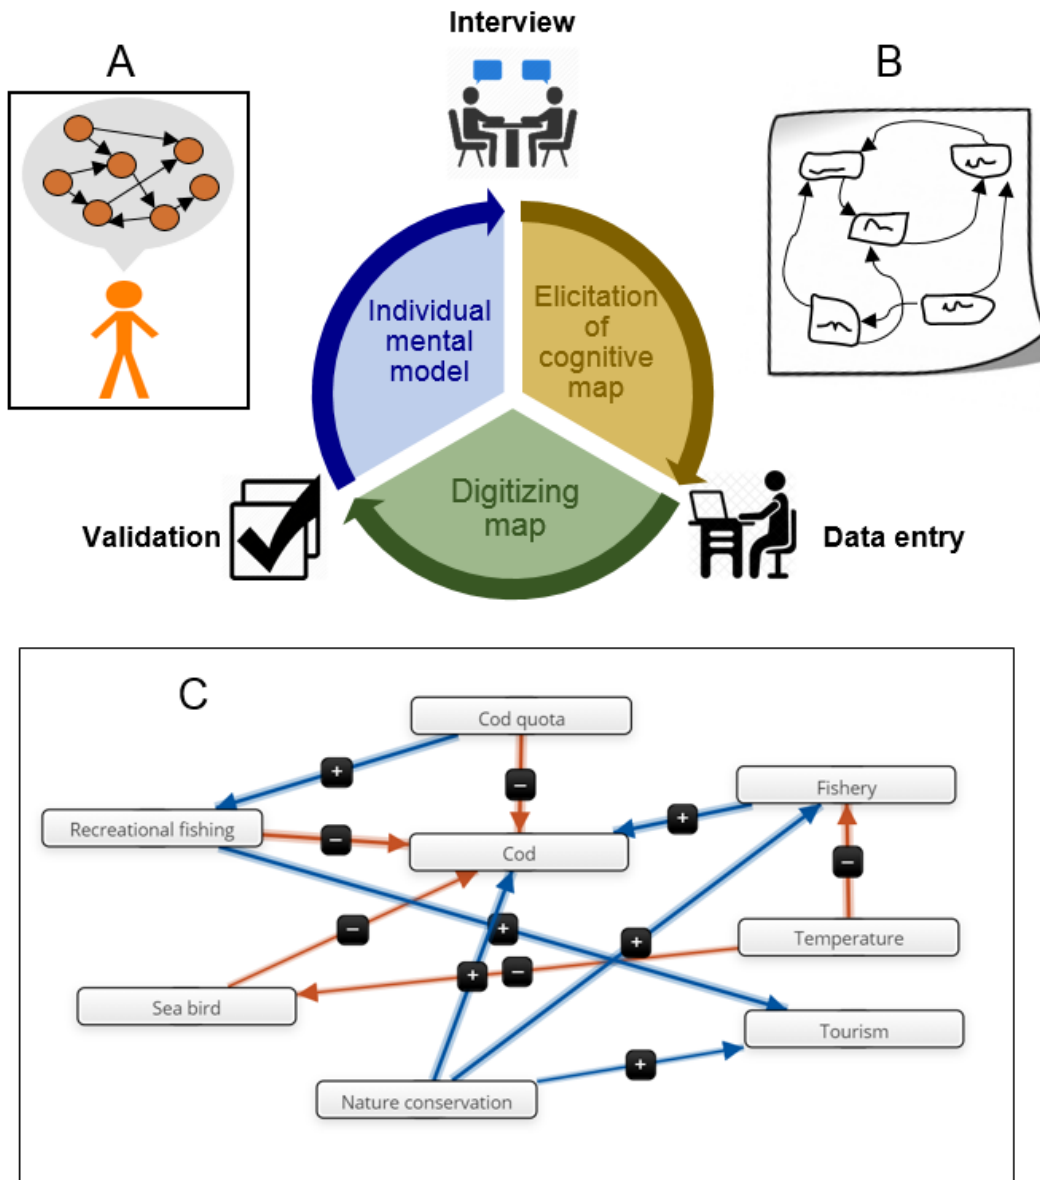 Interview
A
B
Individual
mental
model
Elicitation
of
cognitive
map
Digitizing
map
Validation
Data entry
C
Cod quota
+
−
Fishery
Recreational fishing
−
+
Cod
−
−
+
+
Temperature
+
−
Sea bird
Tourism
+
Nature conservation